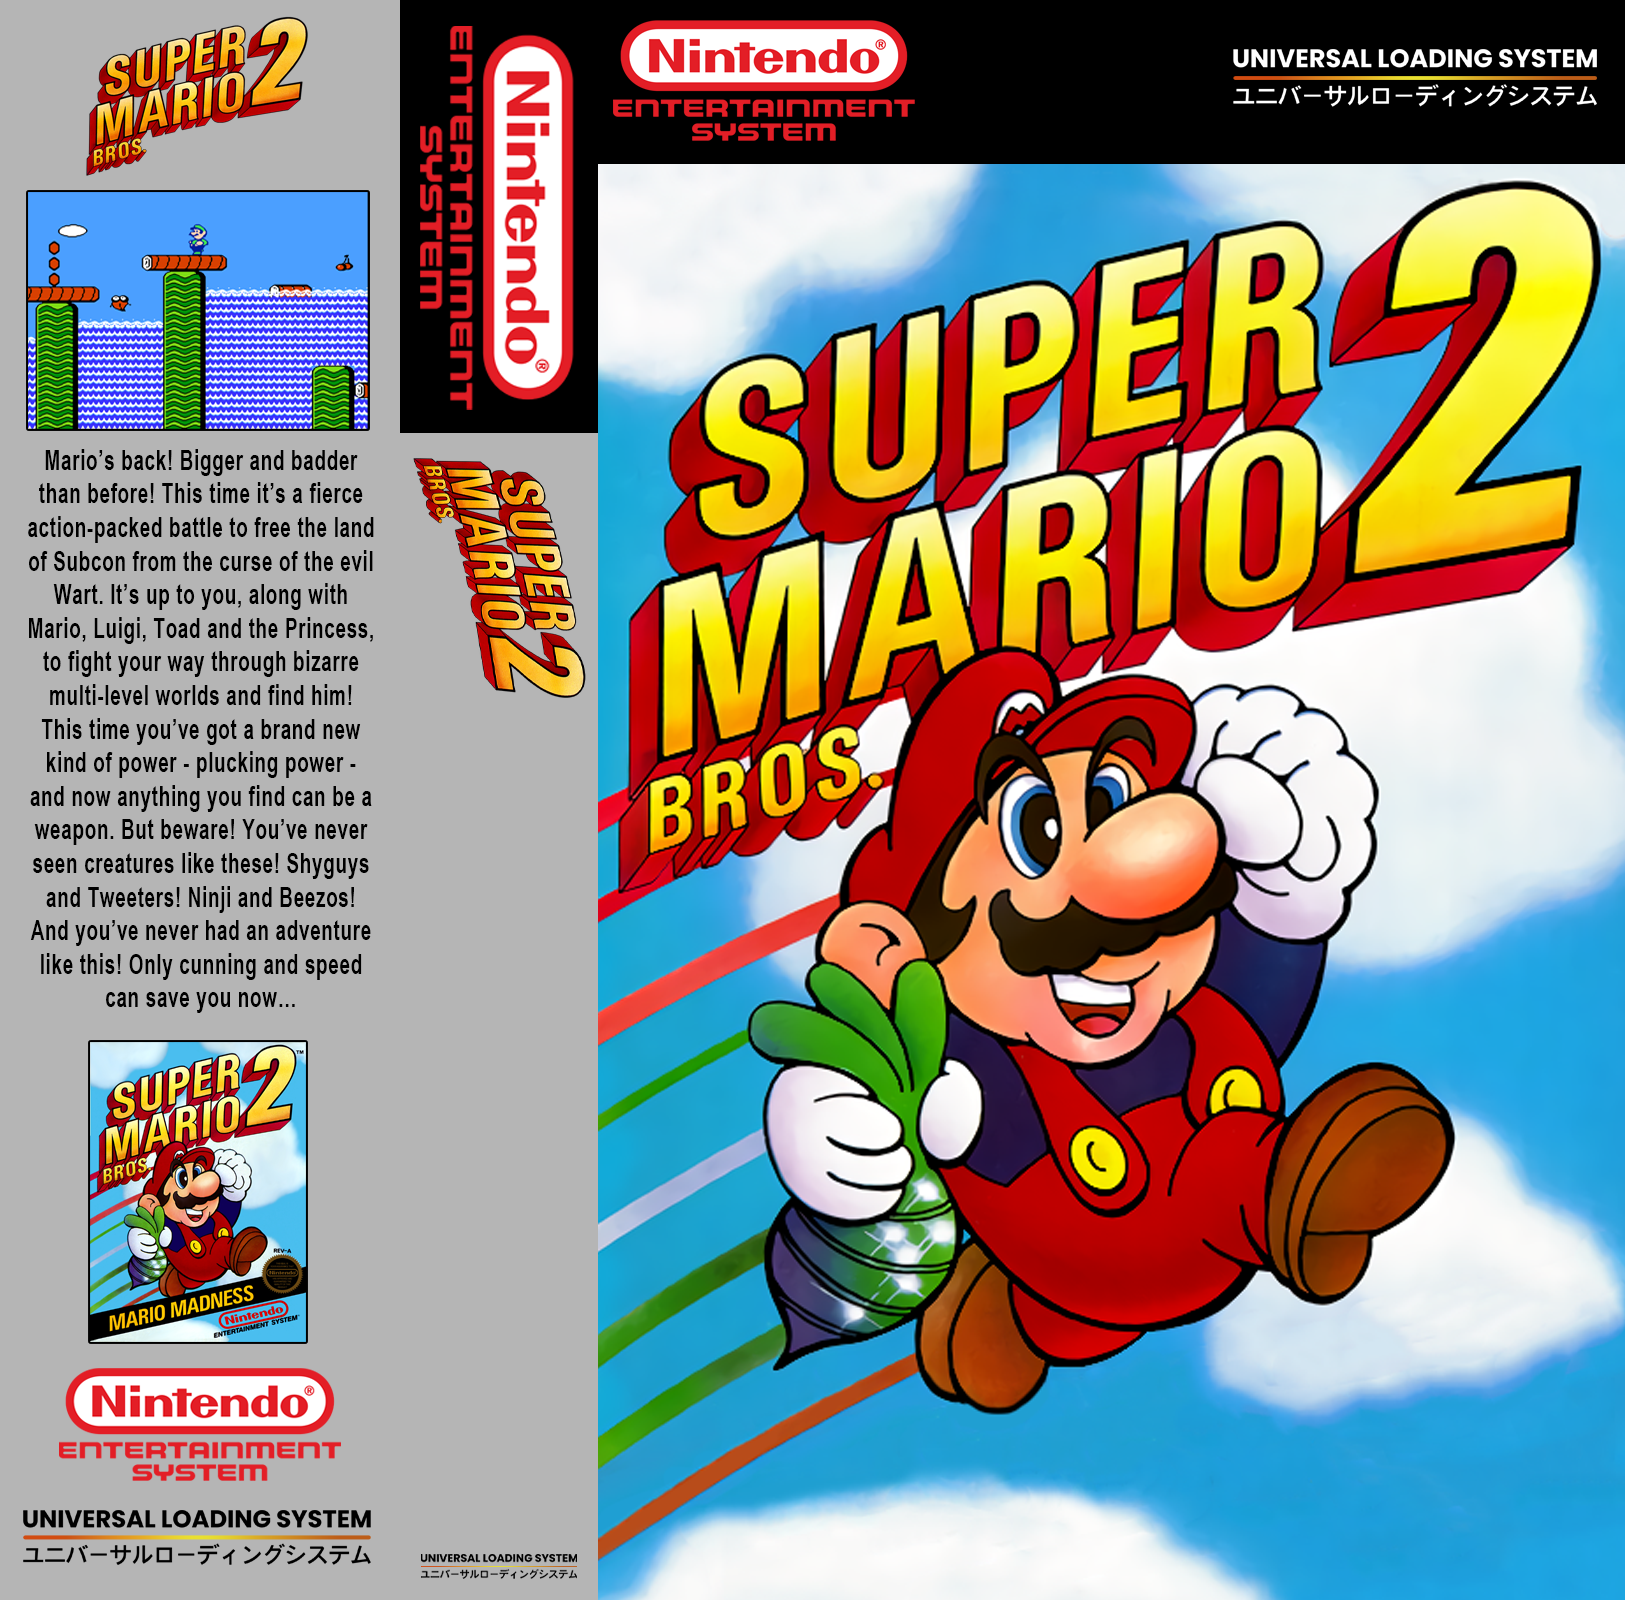 SUPER
MARIO 2
BROS.
Mario’s back! Bigger and badder
than before! This time it’s a fierce
action-packed battle to free the land
of Subcon from the curse of the evil
Wart. It’s up to you, along with
Mario, Luigi, Toad and the Princess,
to fight your way through bizarre
multi-level worlds and find him!
This time you’ve got a brand new
kind of power - plucking power -
and now anything you find can be a
weapon. But beware! You’ve never
seen creatures like these! Shyguys
and Tweeters! Ninji and Beezos!
And you’ve never had an adventure
like this! Only cunning and speed
can save you now...
SUPER
MARIO 2™
BROS.
REV-A
MARIO MADNESS
Nintendo
ENTERTAINMENT SYSTEM™
Nintendo®
ENTERTAINMENT
SYSTEM
UNIVERSAL LOADING SYSTEM
ユニバーサルローディングシステム
Nintendo®
ENTERTAINMENT
SYSTEM
SUPER
MARIO 2
BROS.
UNIVERSAL LOADING SYSTEM
ユニバーサルローディングシステム
Nintendo®
ENTERTAINMENT
SYSTEM
UNIVERSAL LOADING SYSTEM
ユニバーサルローディングシステム
SUPER
MARIO 2
BROS.
M